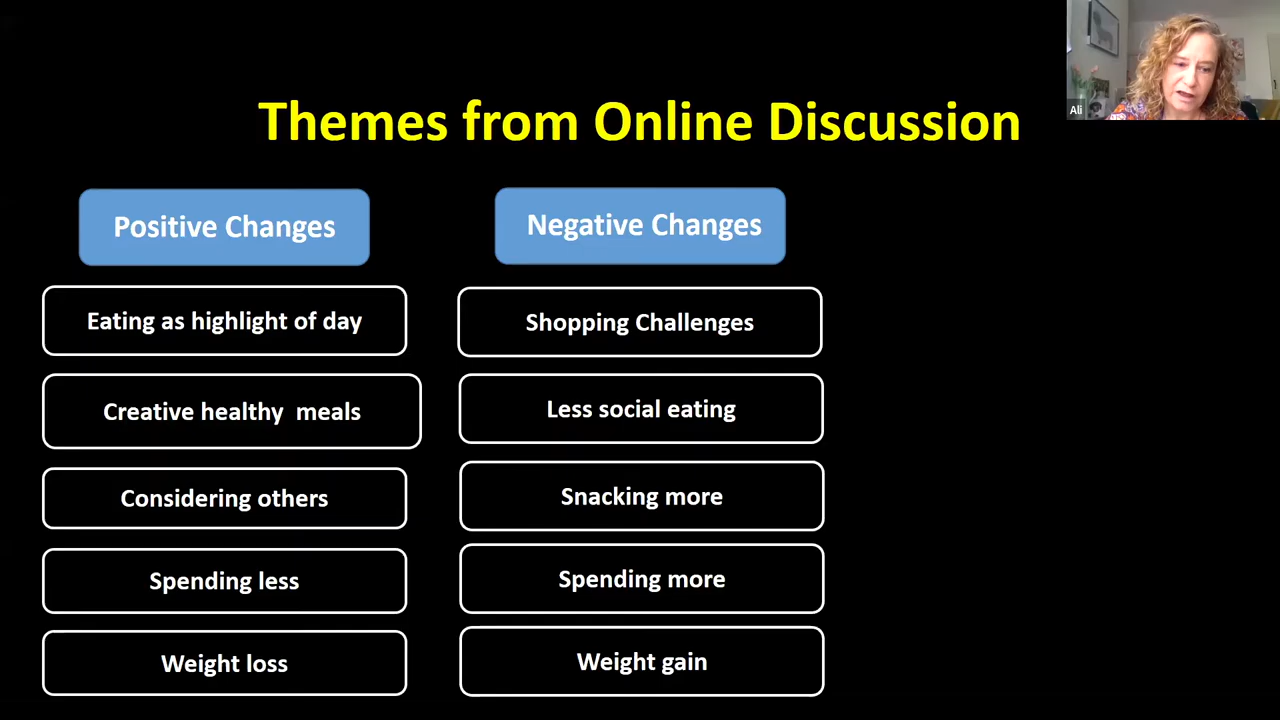 Ali
Themes from Online Discussion
Positive Changes
Eating as highlight of day
Creative healthy  meals
Considering others
Spending less
Weight loss
Negative Changes
Shopping Challenges
Less social eating
Snacking more
Spending more
Weight gain